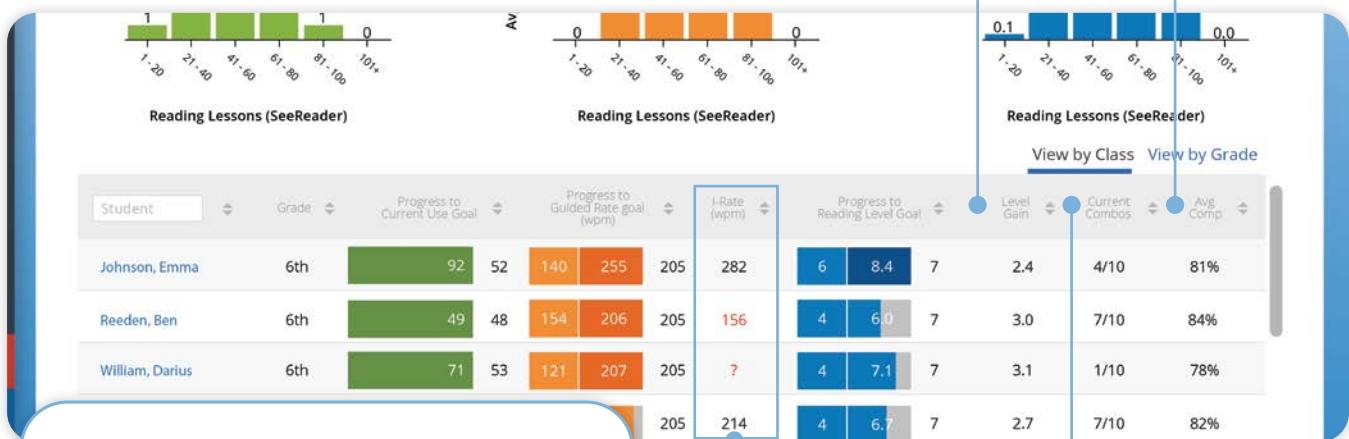 1 1 0
1 - 20 21 - 40 41 - 60 61 - 80 81 - 100 101+
Reading Lessons (SeeReader)
Av
0 0
1 - 20 21 - 40 41 - 60 61 - 80 81 - 100 101+
Reading Lessons (SeeReader)
0.1 0.0
1 - 20 21 - 40 41 - 60 61 - 80 81 - 100 101+
Reading Lessons (SeeReader)
View by Class View by Grade
Student Grade Progress to Current Use Goal Progress to Guided Rate goal (wpm) I-Rate (wpm) Progress to Reading Level Goal Level Gain Current Combos Avg Comp
Johnson, Emma 6th 92 52 140 255 205 282 6 8.4 7 2.4 4/10 81%
Reeden, Ben 6th 49 48 154 206 205 156 4 6.0 7 3.0 7/10 84%
William, Darius 6th 71 53 121 207 205 ? 4 7.1 7 3.1 1/10 78%
205 214 4 6.7 7 2.7 7/10 82%